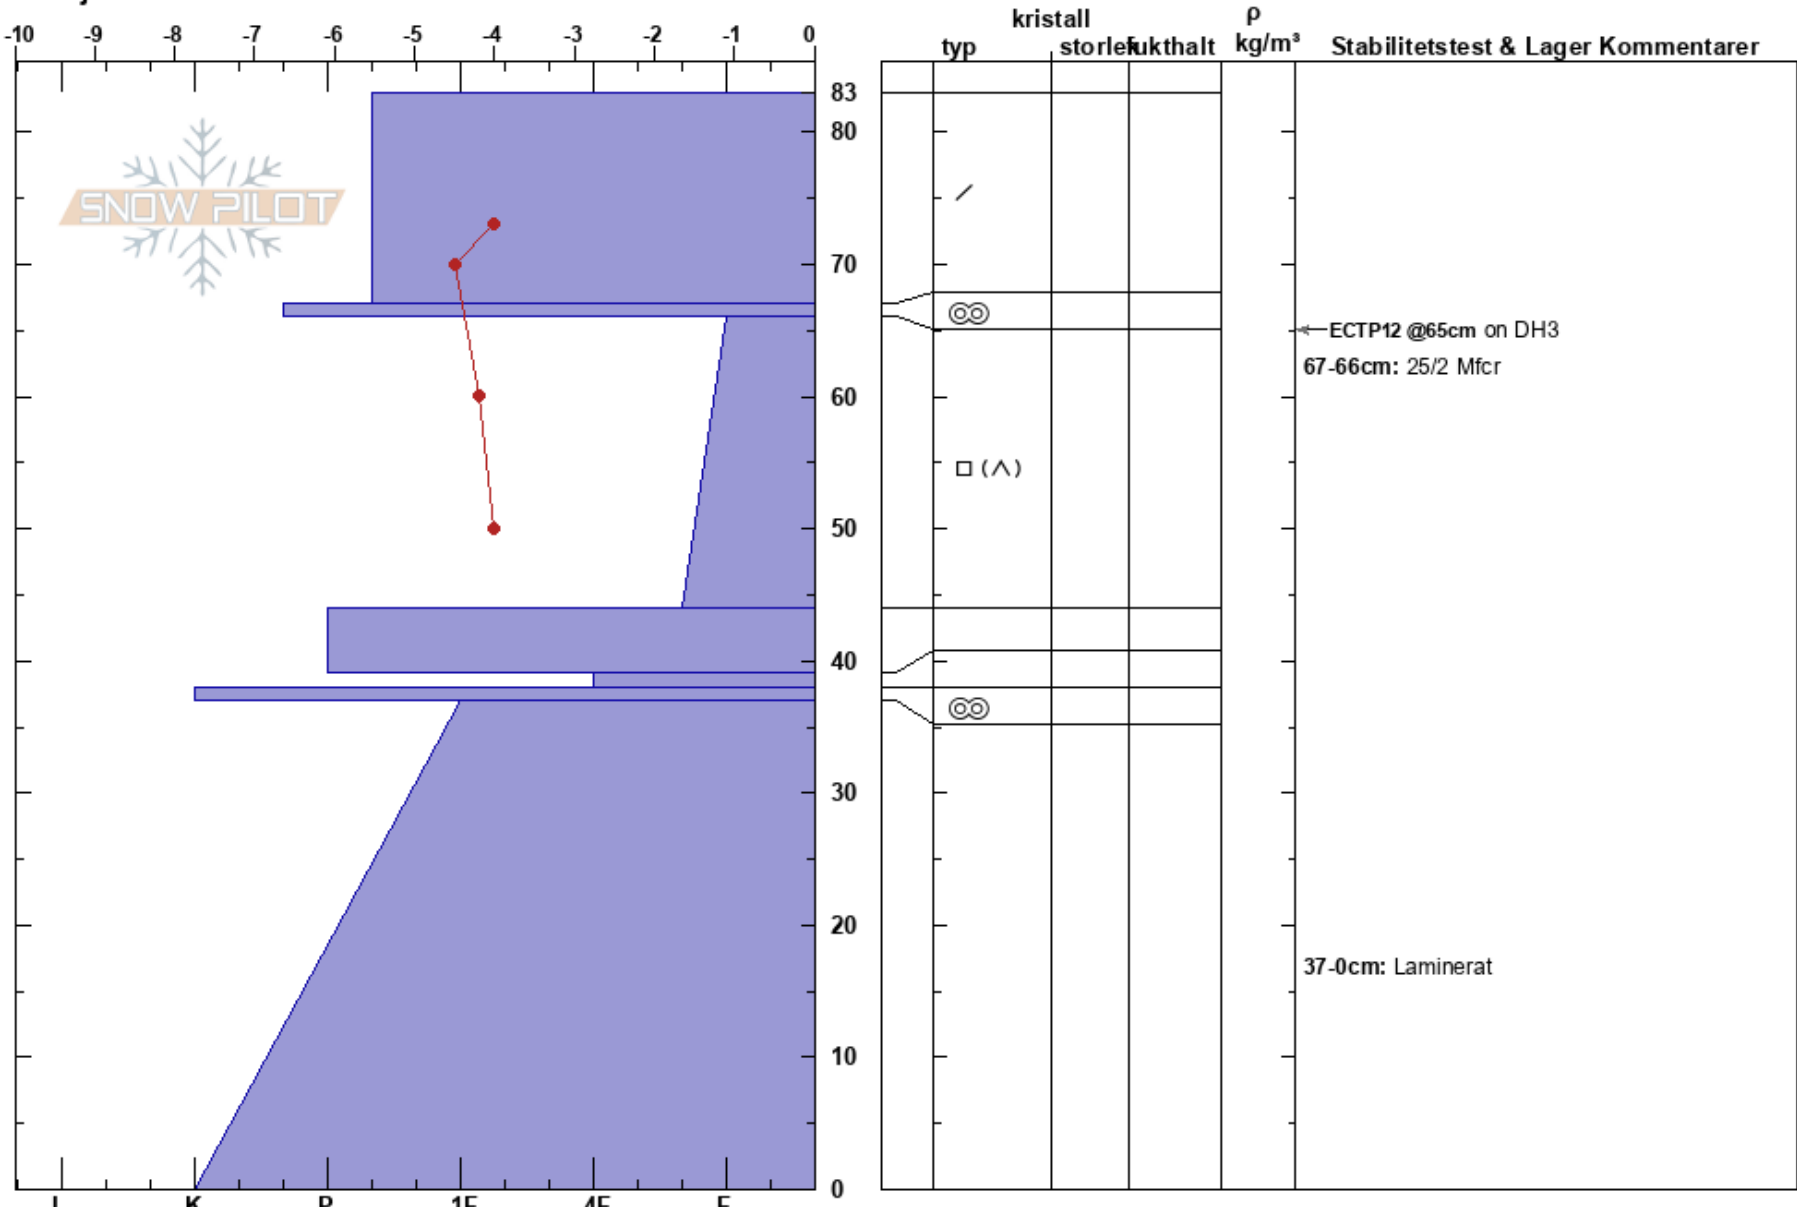 kristall ρ
-10 -9 -8 -7 -6 -5 -4 -3 -2 -1 0 typ storlek fukthalt kg/m³ Stabilitetstest & Lager Kommentarer
83
80
SNOW PILOT
70
ECTP12 @65cm on DH3
67-66cm: 25/2 Mfcr
60
50
40
30
20
37-0cm: Laminerat
10
0
I K P 1F 4F F